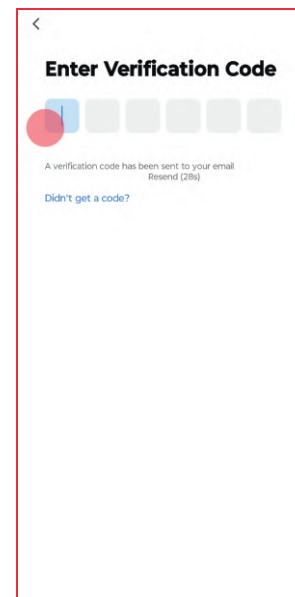 Enter Verification Code
A verification code has been sent to your email
Resend (28s)
Didn't get a code?